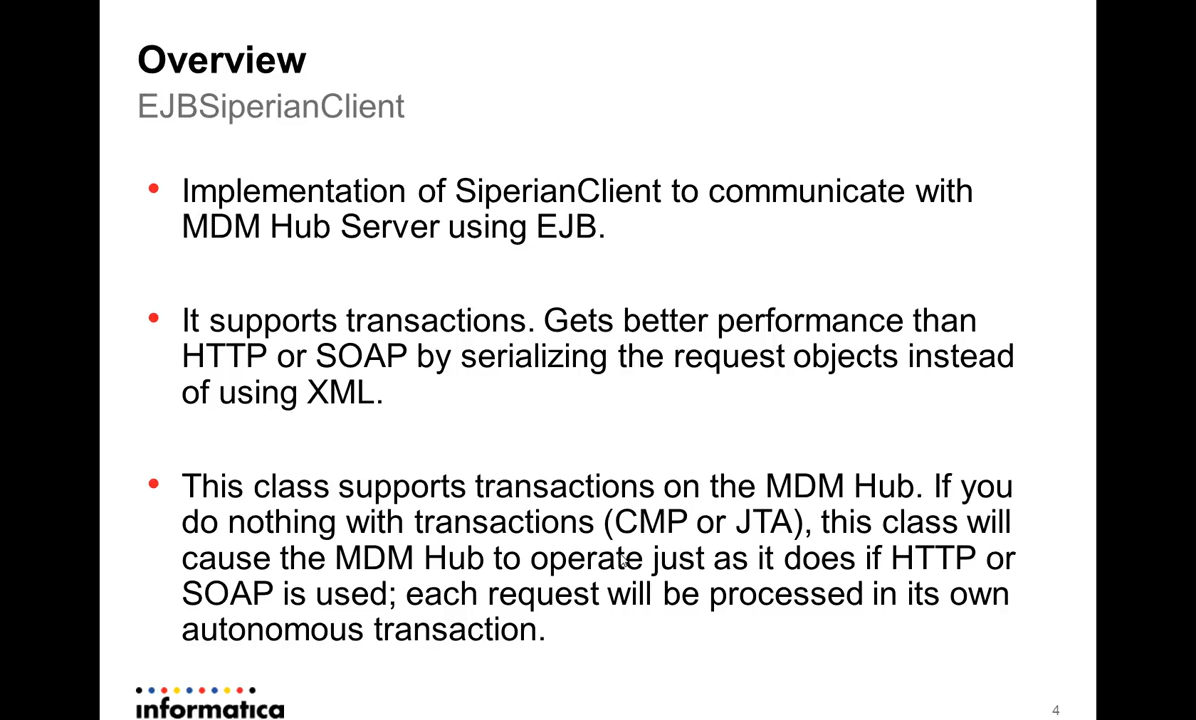 Overview
EJBSiperianClient
• Implementation of SiperianClient to communicate with
MDM Hub Server using EJB.
• It supports transactions. Gets better performance than
HTTP or SOAP by serializing the request objects instead
of using XML.
• This class supports transactions on the MDM Hub. If you
do nothing with transactions (CMP or JTA), this class will
cause the MDM Hub to operate just as it does if HTTP or
SOAP is used; each request will be processed in its own
autonomous transaction.
informatica
4